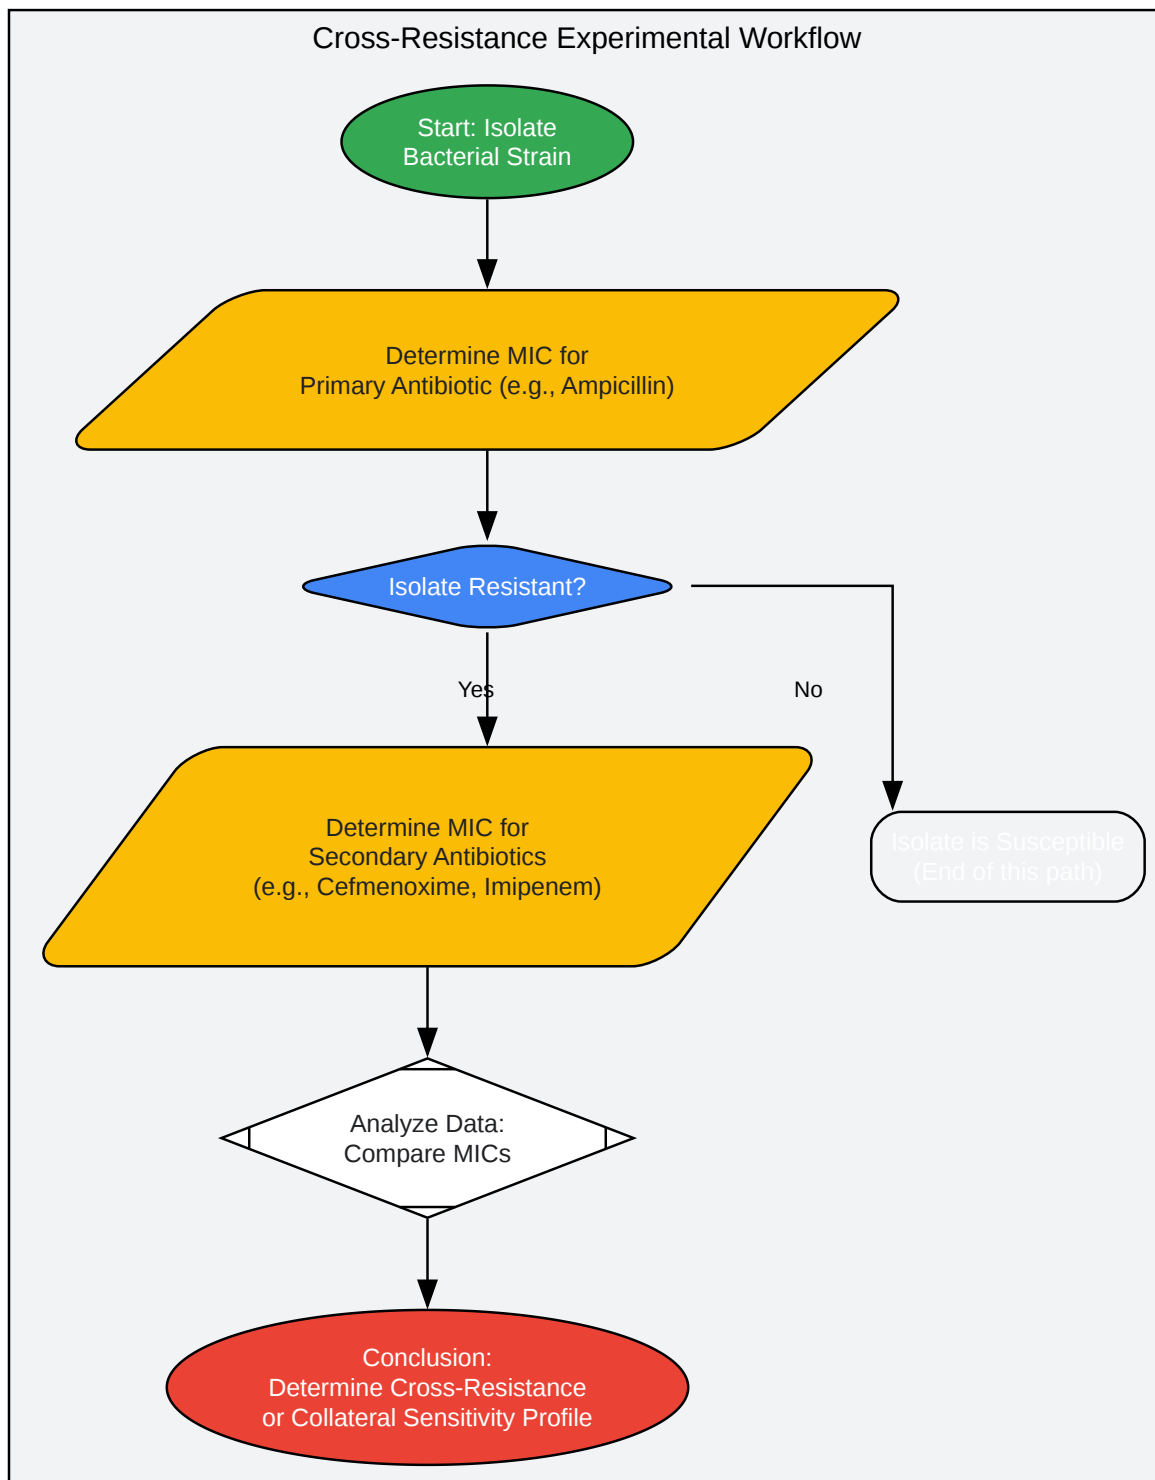 Cross-Resistance Experimental Workflow
Start: Isolate
Bacterial Strain
Determine MIC for
Primary Antibiotic (e.g., Ampicillin)
Isolate Resistant?
Yes
No
Determine MIC for
Secondary Antibiotics
(e.g., Cefmenoxime, Imipenem)
Isolate is Susceptible
(End of this path)
Analyze Data:
Compare MICs
Conclusion:
Determine Cross-Resistance
or Collateral Sensitivity Profile